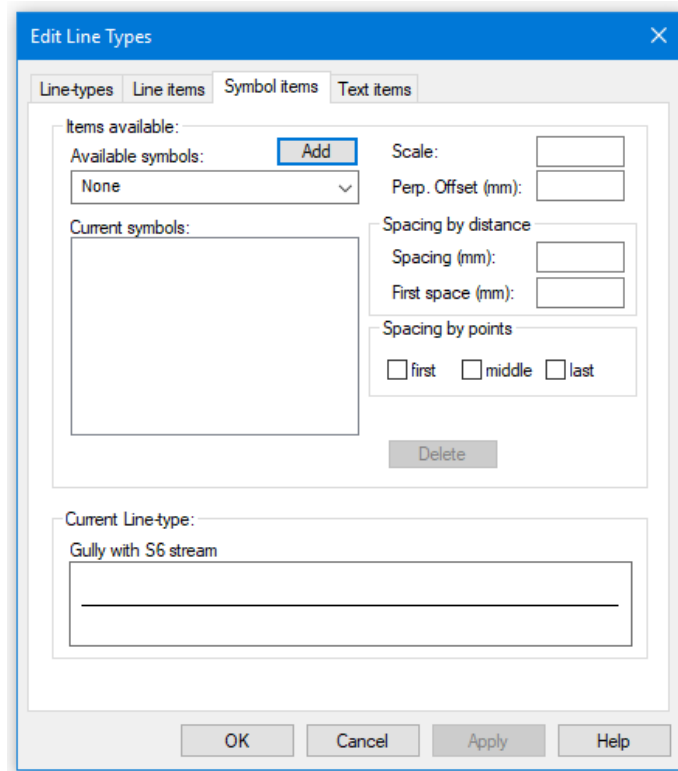 Edit Line Types
Line-types Line items Symbol items Text items
Items available:
Available symbols: Add
None
Current symbols:
Scale:
Perp. Offset (mm):
Spacing by distance
Spacing (mm):
First space (mm):
Spacing by points
first middle last
Delete
Current Line-type:
Gully with S6 stream
OK Cancel Apply Help